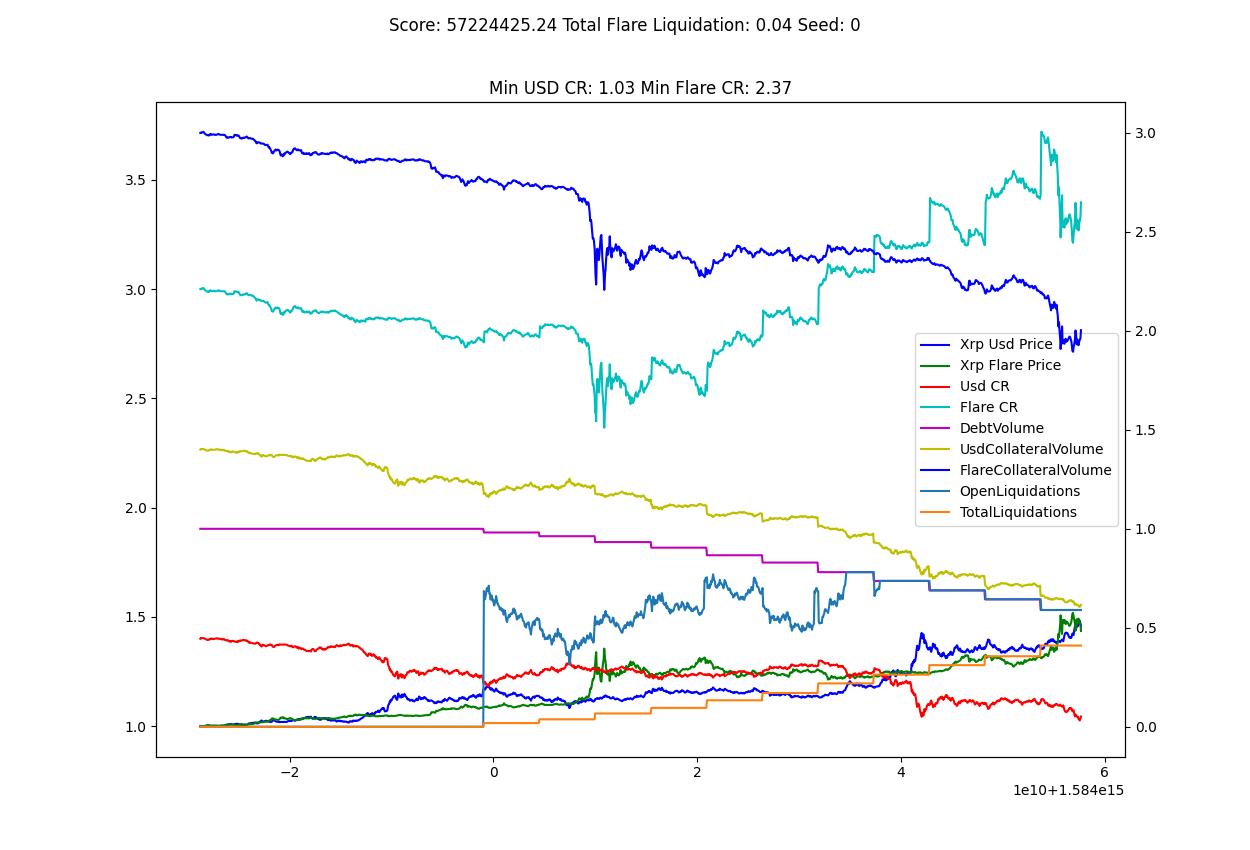 Score: 57224425.24 Total Flare Liquidation: 0.04 Seed: 0
Min USD CR: 1.03 Min Flare CR: 2.37
3.5
3.0
2.5
2.0
1.5
1.0
3.0
2.5
2.0
1.5
1.0
0.5
0.0
Xrp Usd Price
Xrp Flare Price
Usd CR
Flare CR
DebtVolume
UsdCollateralVolume
FlareCollateralVolume
OpenLiquidations
TotalLiquidations
−2 0 2 4 6
1e10+1.584e15